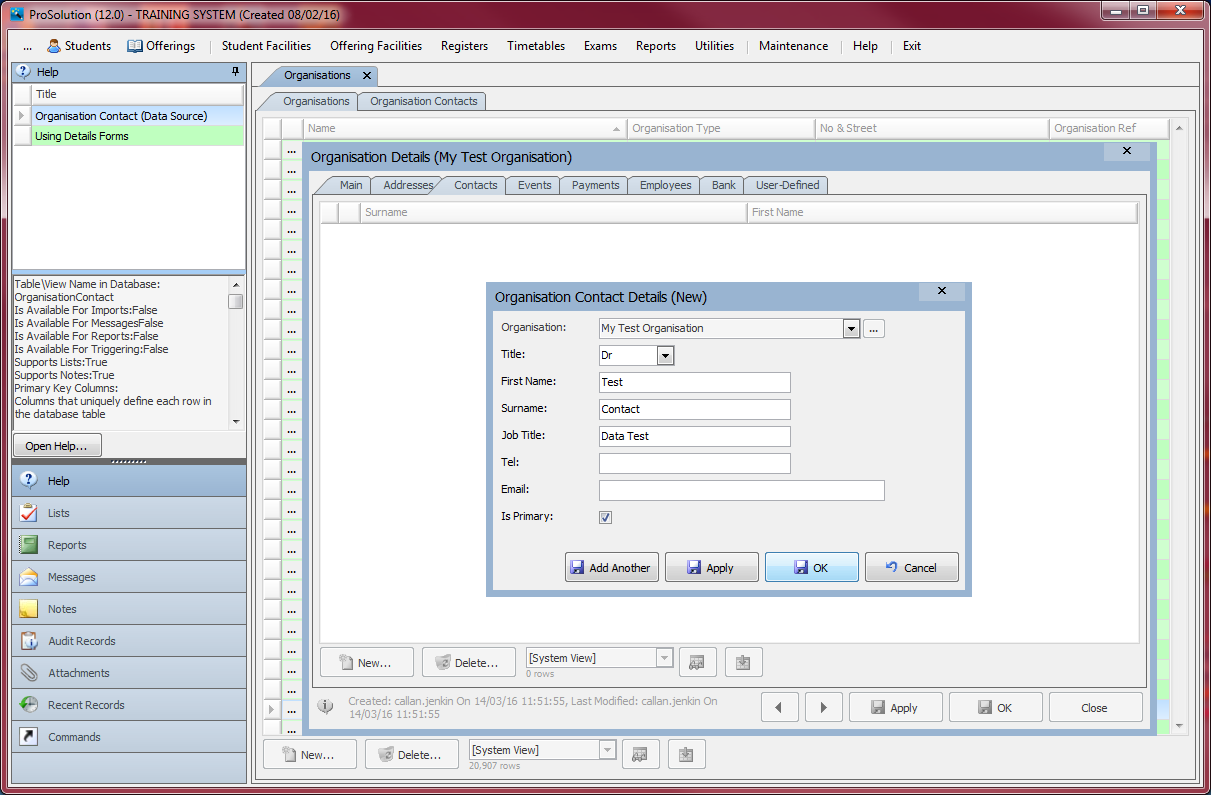 ProSolution (12.0) - TRAINING SYSTEM (Created 08/02/16)
... Students Offerings Student Facilities Offering Facilities Registers Timetables Exams Reports Utilities Maintenance Help Exit
Help
Title
Organisation Contact (Data Source)
Using Details Forms
Table\View Name in Database:
OrganisationContact
Is Available For Imports:False
Is Available For MessagesFalse
Is Available For Reports:False
Is Available For Triggering:False
Supports Lists:True
Supports Notes:True
Primary Key Columns:
Columns that uniquely define each row in
the database table
Open Help...
Help
Lists
Reports
Messages
Notes
Audit Records
Attachments
Recent Records
Commands
Organisations
Organisations Organisation Contacts
Name Organisation Type No & Street Organisation Ref
Organisation Details (My Test Organisation)
Main Addresses Contacts Events Payments Employees Bank User-Defined
Surname First Name
Organisation Contact Details (New)
Organisation: My Test Organisation ...
Title: Dr
First Name: Test
Surname: Contact
Job Title: Data Test
Tel:
Email:
Is Primary:
Add Another Apply OK Cancel
New... Delete... [System View]
0 rows
Created: callan.jenkin On 14/03/16 11:51:55, Last Modified: callan.jenkin On
14/03/16 11:51:55
Apply OK Close
New... Delete... [System View]
20,907 rows